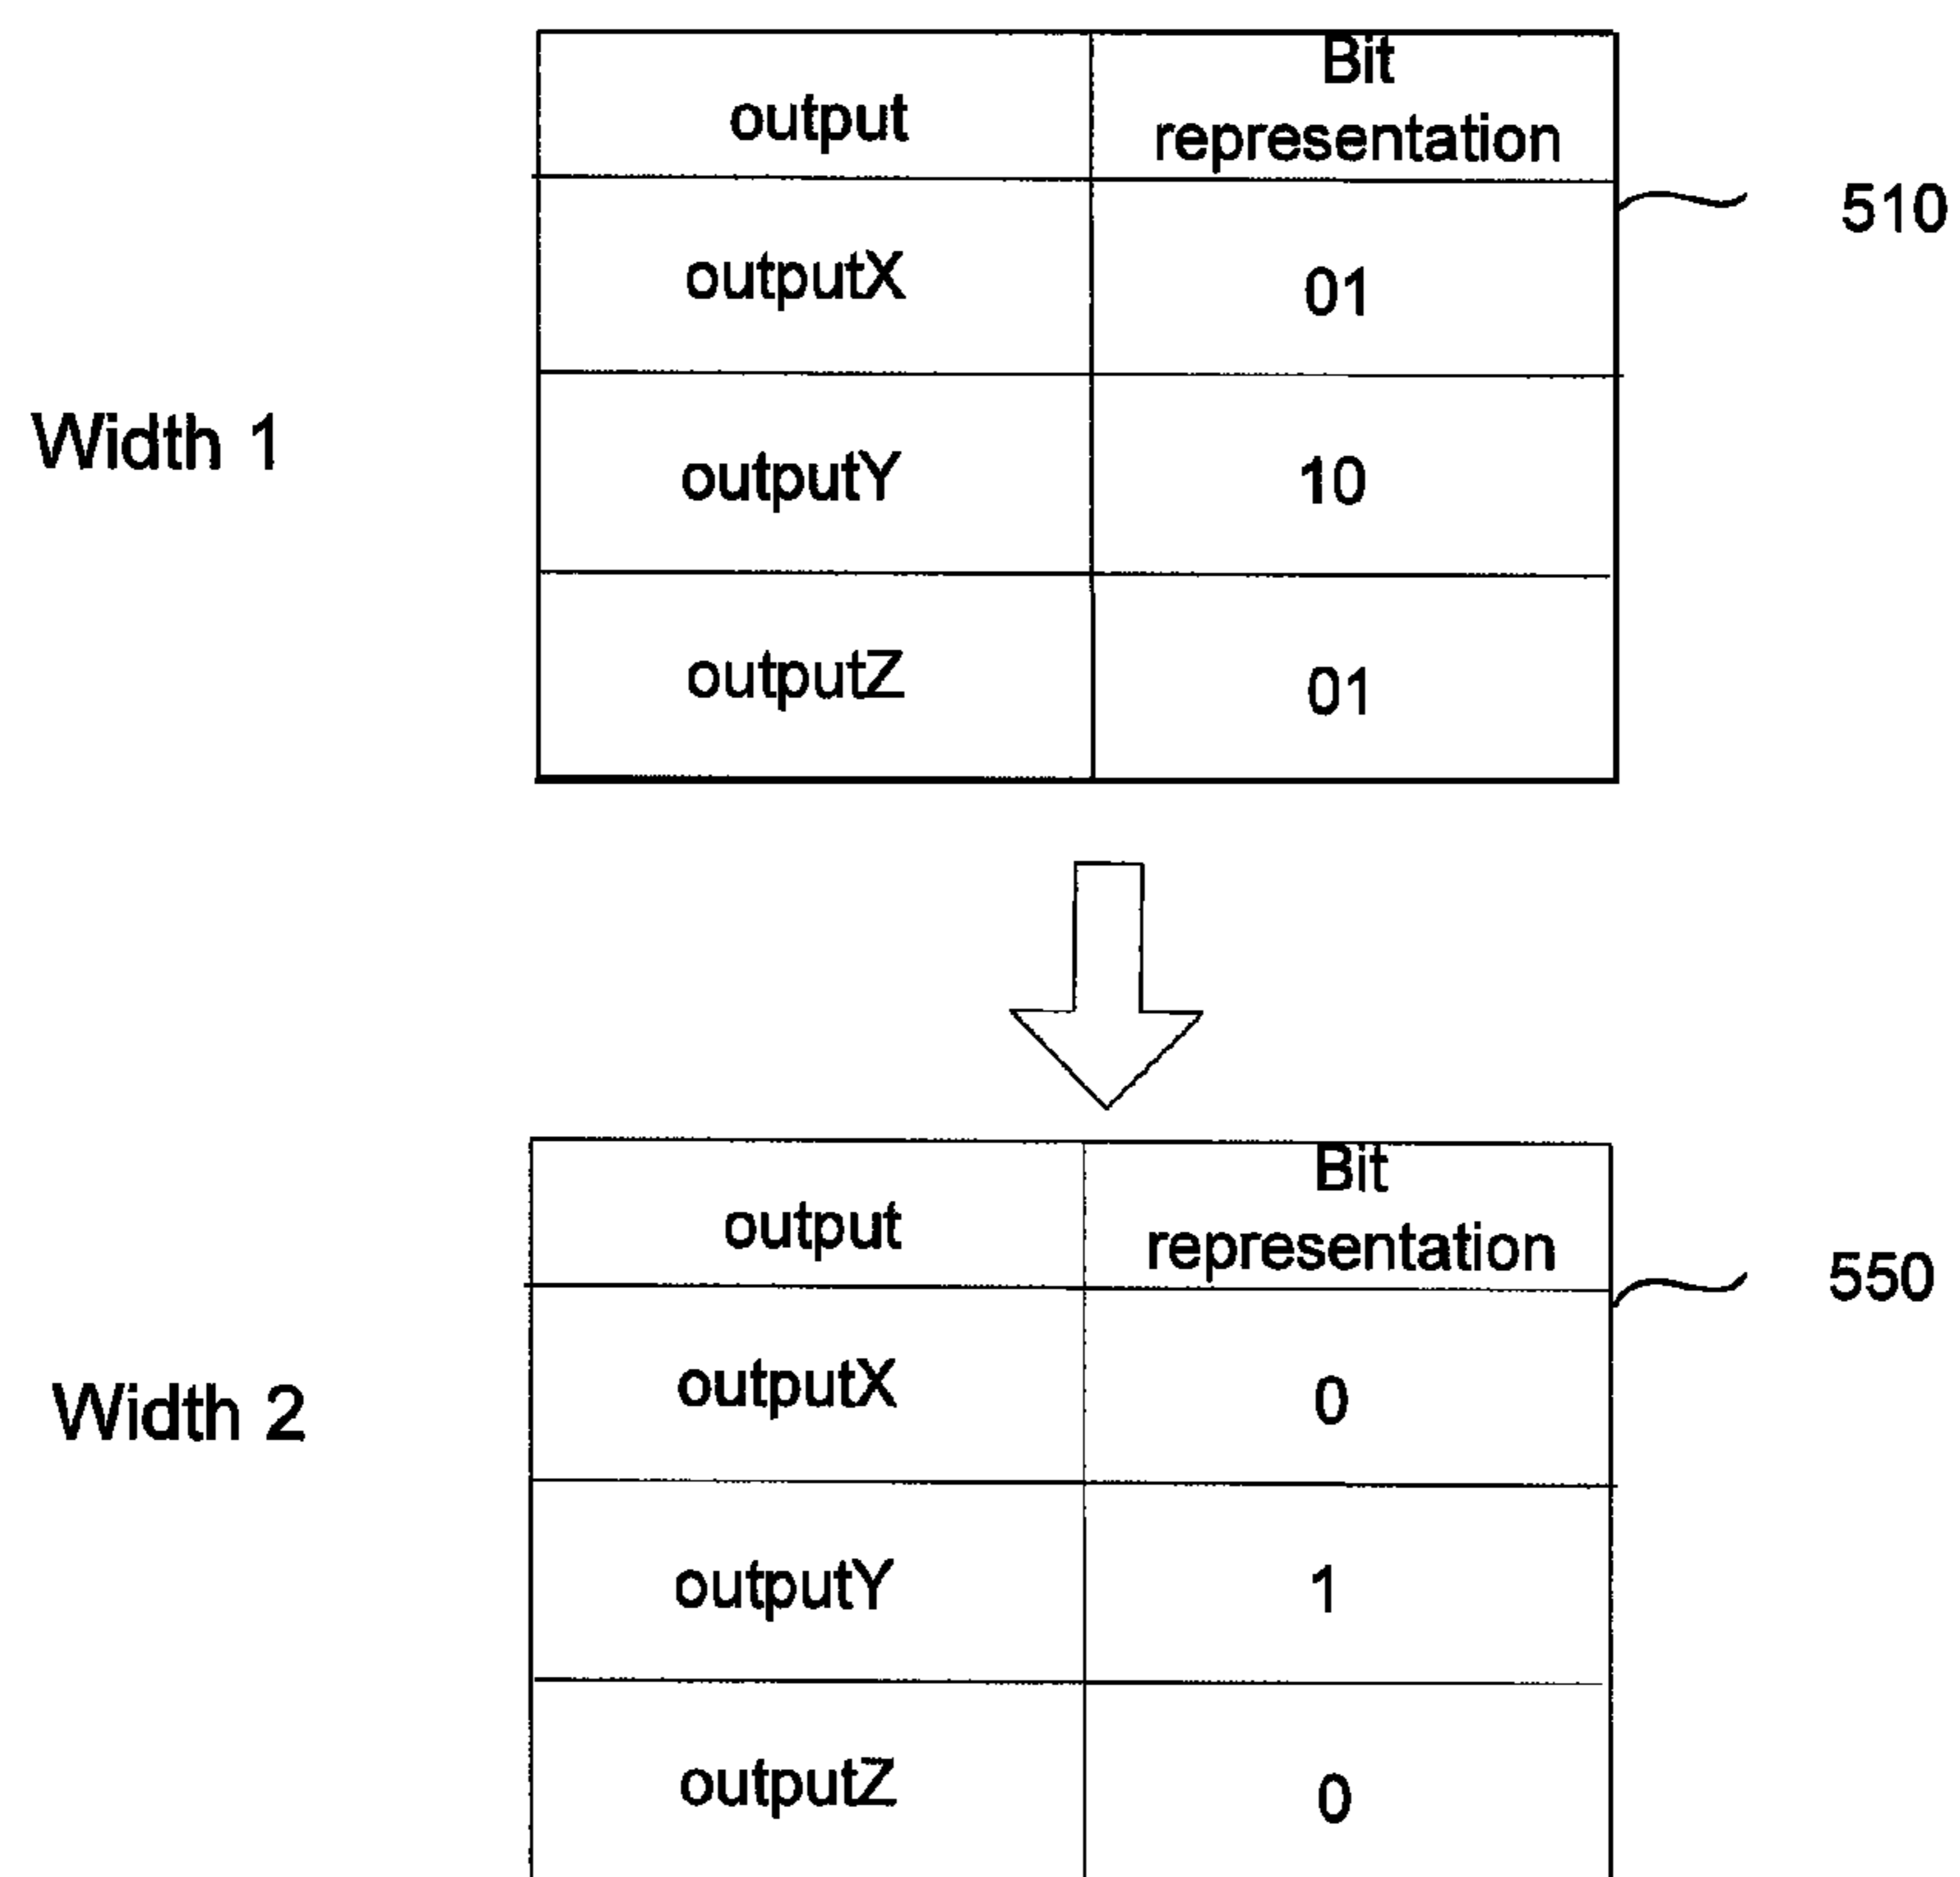 output
Bit
representation
510
outputX
01
Width 1
outputY
10
outputZ
01
output
Bit
representation
550
outputX
0
Width 2
outputY
1
outputZ
0